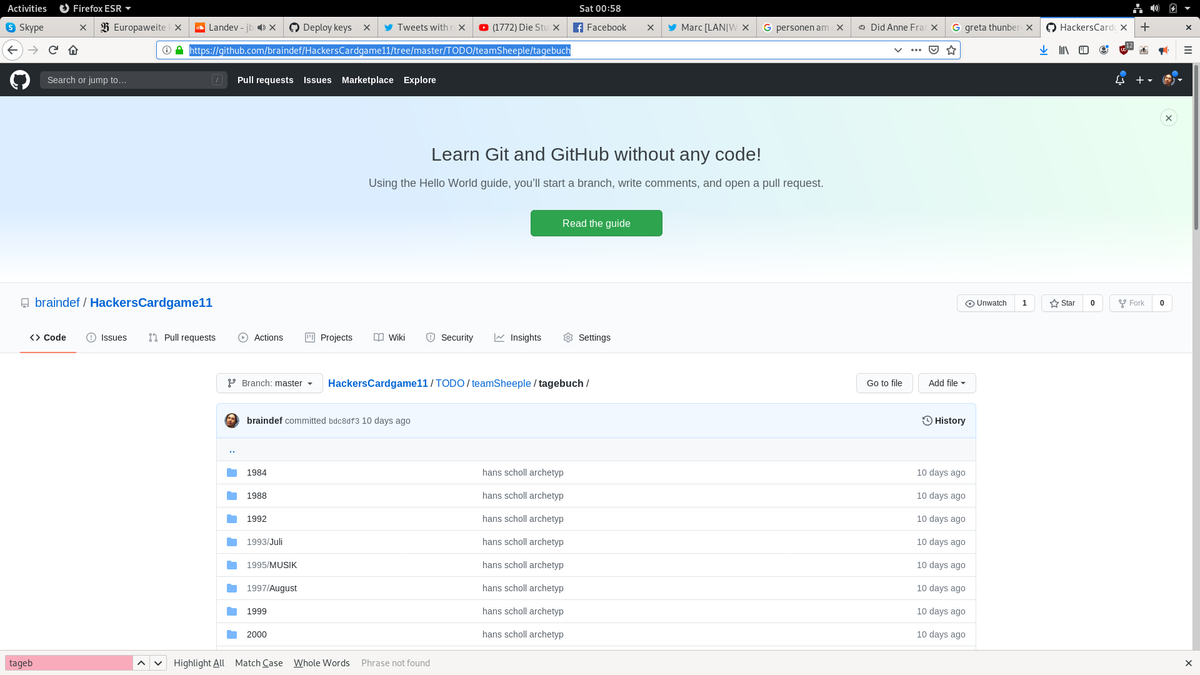 Activities Firefox ESR Sat 00:58
Skype Europaweite Landev - j Deploy keys Tweets with r (1772) Die Stu Facebook Marc [LAN|W personen am Did Anne Fra greta thunber HackersCard
https://github.com/braindef/HackersCardgame11/tree/master/TODO/teamSheeple/tagebuch
Search or jump to… / Pull requests Issues Marketplace Explore
Learn Git and GitHub without any code!
Using the Hello World guide, you’ll start a branch, write comments, and open a pull request.
Read the guide
braindef / HackersCardgame11 Unwatch 1 Star 0 Fork 0
Code Issues Pull requests Actions Projects Wiki Security Insights Settings
Branch: master HackersCardgame11 / TODO / teamSheeple / tagebuch / Go to file Add file
braindef committed bdc8df3 10 days ago History
..
1984 hans scholl archetyp 10 days ago
1988 hans scholl archetyp 10 days ago
1992 hans scholl archetyp 10 days ago
1993/Juli hans scholl archetyp 10 days ago
1995/MUSIK hans scholl archetyp 10 days ago
1997/August hans scholl archetyp 10 days ago
1999 hans scholl archetyp 10 days ago
2000 hans scholl archetyp 10 days ago
tageb Highlight All Match Case Whole Words Phrase not found